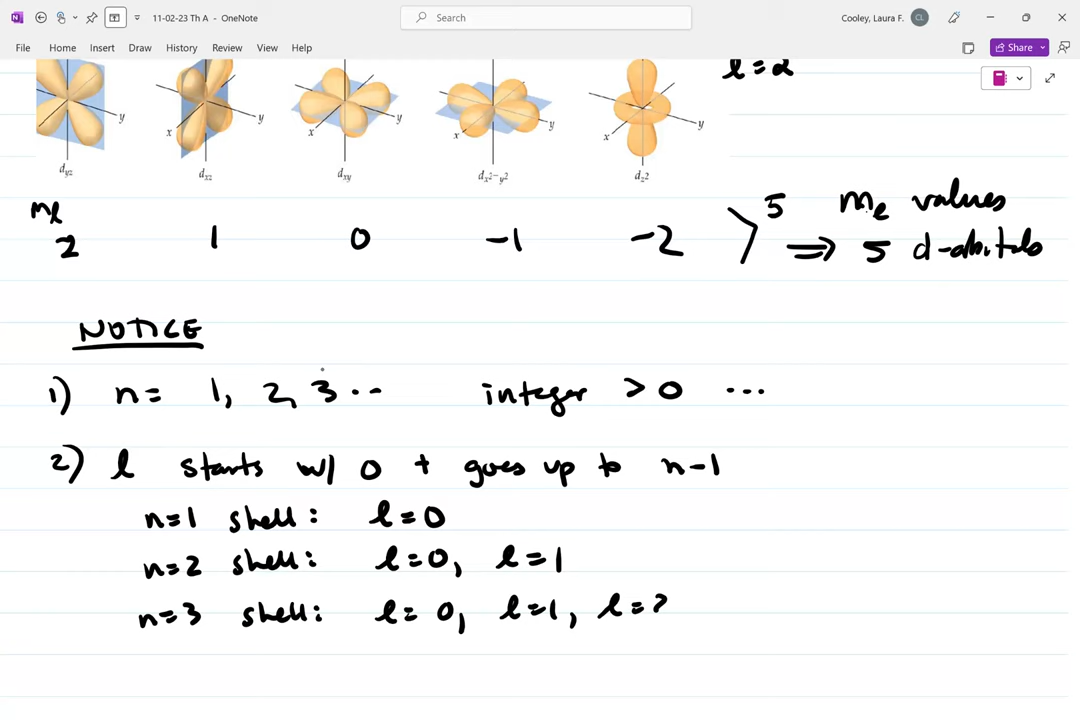 11-02-23 Th A - OneNote
Search
Cooley, Laura F.
CL
File Home Insert Draw History Review View Help
Share
l = 2
y y y y y
x x x x
dyz dxz dxy dx²−y² dz²
ml
2 1 0 -1 -2 > 5 ml values
⟹ 5 d-orbitals
NOTICE
1) n = 1, 2, 3 ... integer > 0 ...
2) l starts w/ 0 + goes up to n-1
n=1 shell: l=0
n=2 shell: l=0, l=1
n=3 shell: l=0, l=1, l=2